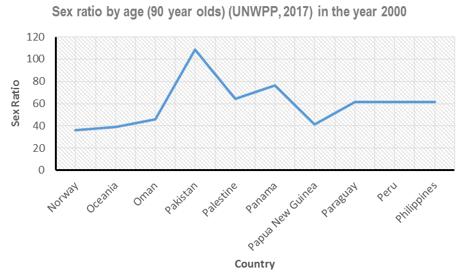 Sex ratio by age (90 year olds) (UNWPP, 2017) in the year 2000
120
100
80
60
40
20
0
Sex Ratio
Norway
Oceania
Oman
Pakistan
Palestine
Panama
Papua New Guinea
Paraguay
Peru
Philippines
Country